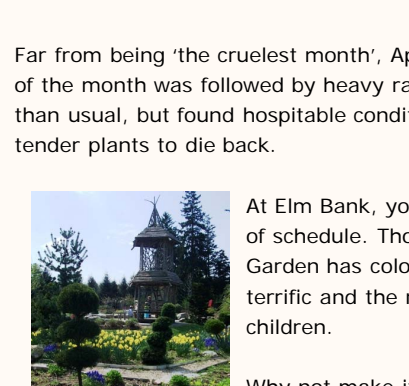 Far from being ‘the cruelest month’, Ap
of the month was followed by heavy ra
than usual, but found hospitable condit
tender plants to die back.
At Elm Bank, yo
of schedule. Tho
Garden has colo
terrific and the r
children.
Why not make i